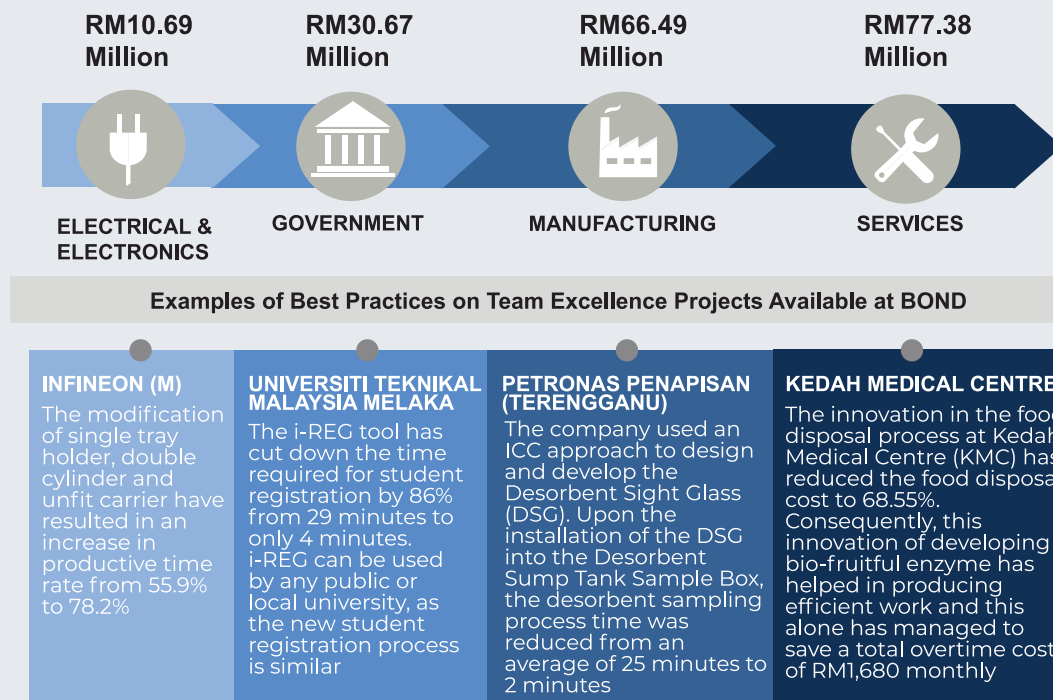 RM10.69
Million
RM30.67
Million
RM66.49
Million
RM77.38
Million
ELECTRICAL &
ELECTRONICS
GOVERNMENT
MANUFACTURING
SERVICES
Examples of Best Practices on Team Excellence Projects Available at BOND
INFINEON (M)
The modification
of single tray
holder, double
cylinder and
unfit carrier have
resulted in an
increase in
productive time
rate from 55.9%
to 78.2%
UNIVERSITI TEKNIKAL
MALAYSIA MELAKA
The i-REG tool has
cut down the time
required for student
registration by 86%
from 29 minutes to
only 4 minutes.
i-REG can be used
by any public or
local university, as
the new student
registration process
is similar
PETRONAS PENAPISAN
(TERENGGANU)
The company used an
ICC approach to design
and develop the
Desorbent Sight Glass
(DSG). Upon the
installation of the DSG
into the Desorbent
Sump Tank Sample Box,
the desorbent sampling
process time was
reduced from an
average of 25 minutes to
2 minutes
KEDAH MEDICAL CENTRE
The innovation in the food
disposal process at Kedah
Medical Centre (KMC) has
reduced the food disposal
cost to 68.55%.
Consequently, this
innovation of developing
bio-fruitful enzyme has
helped in producing
efficient work and this
alone has managed to
save a total overtime cost
of RM1,680 monthly